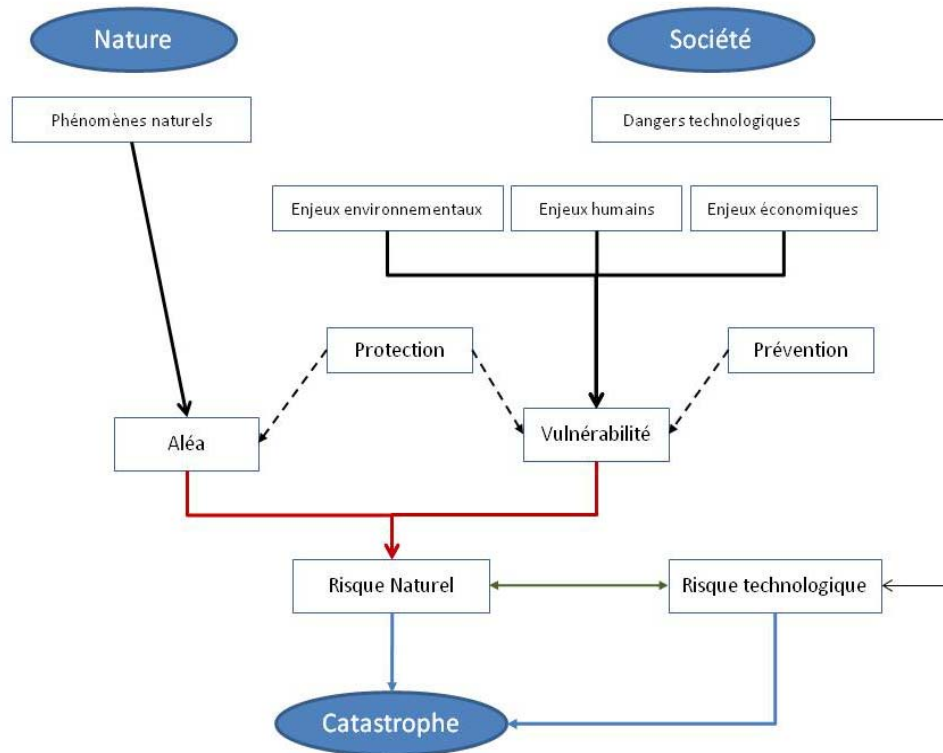 Nature
Société
Phénomènes naturels
Dangers technologiques
Enjeux environnementaux
Enjeux humains
Enjeux économiques
Protection
Prévention
Aléa
Vulnérabilité
Risque Naturel
Risque technologique
Catastrophe